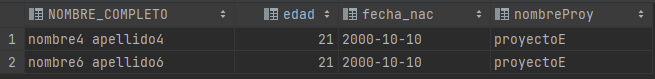 NOMBRE_COMPLETO edad fecha_nac nombreProy
1 nombre4 apellido4 21 2000-10-10 proyectoE
2 nombre6 apellido6 21 2000-10-10 proyectoE